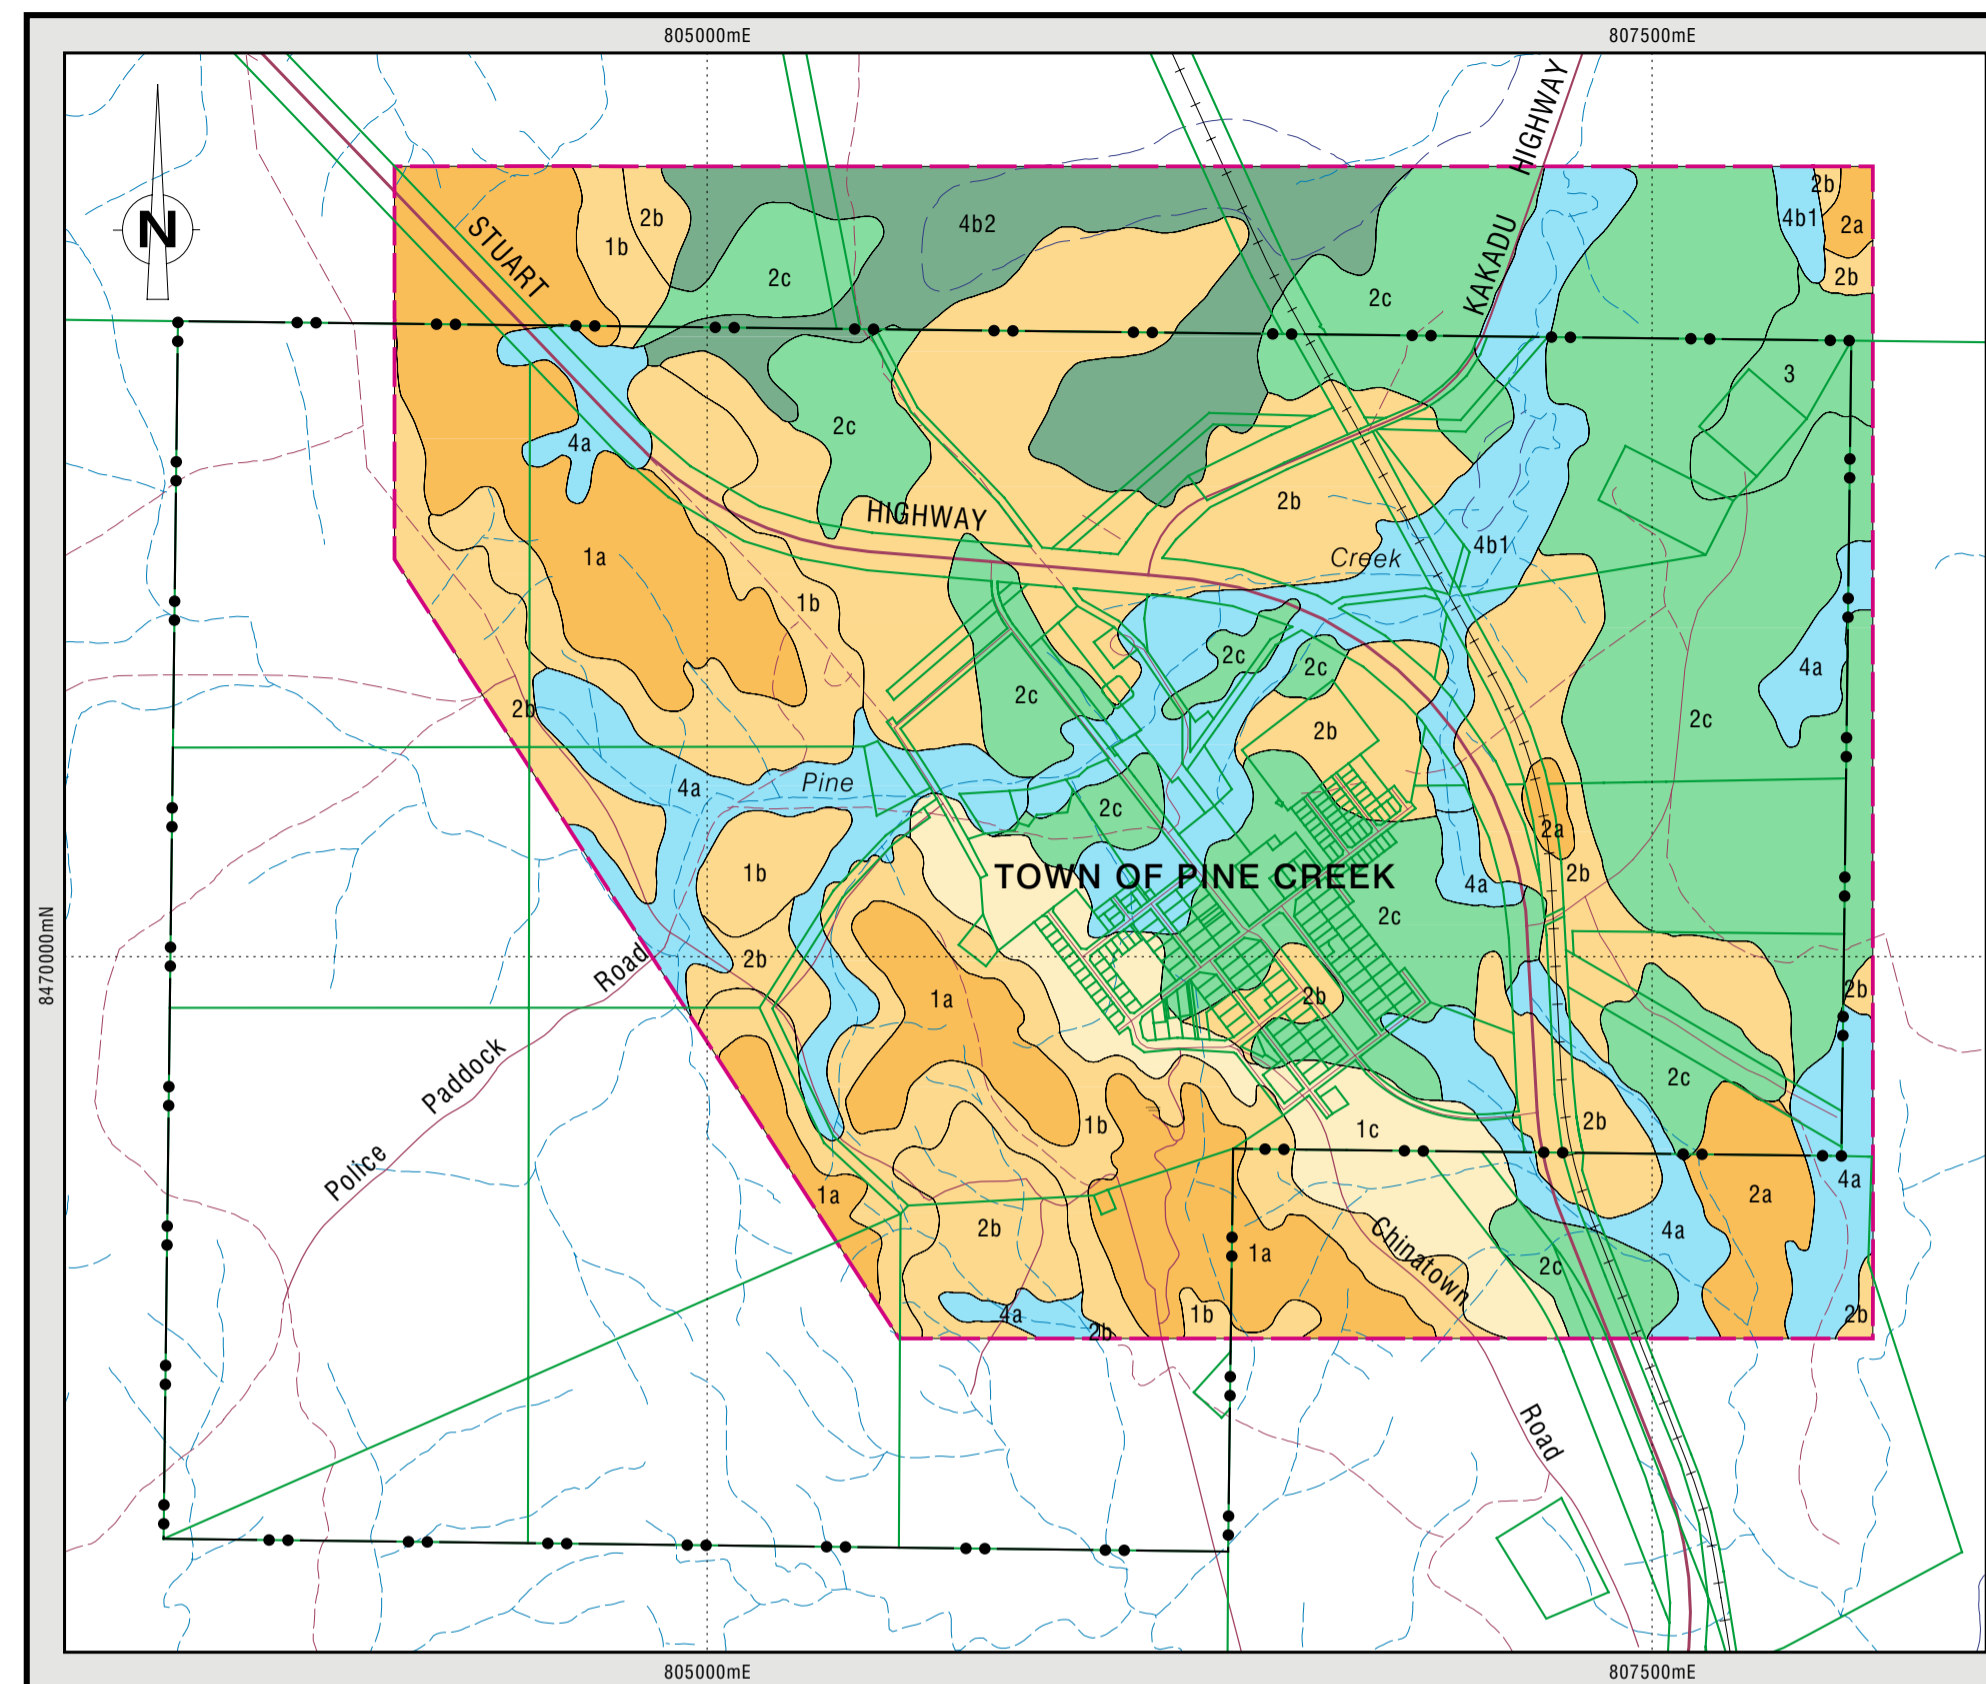 805000mE
807500mE
N
STUART
HIGHWAY
KAKADU
HIGHWAY
2b
1b
4b2
2c
2c
4b1
2b
2a
2b
3
2c
4a
2b
4b1
Creek
1a
1b
2c
2c
2c
4a
2b
2b
2c
4a
Pine
2c
2a
1b
TOWN OF PINE CREEK
4a
2b
2c
Road
2b
1a
2b
2b
8470000mN
Paddock
2c
1b
1c
2b
Police
1a
2b
1a
Chinatown
2c
4a
2a
4a
4a
2b
1b
2b
Road
805000mE
807500mE